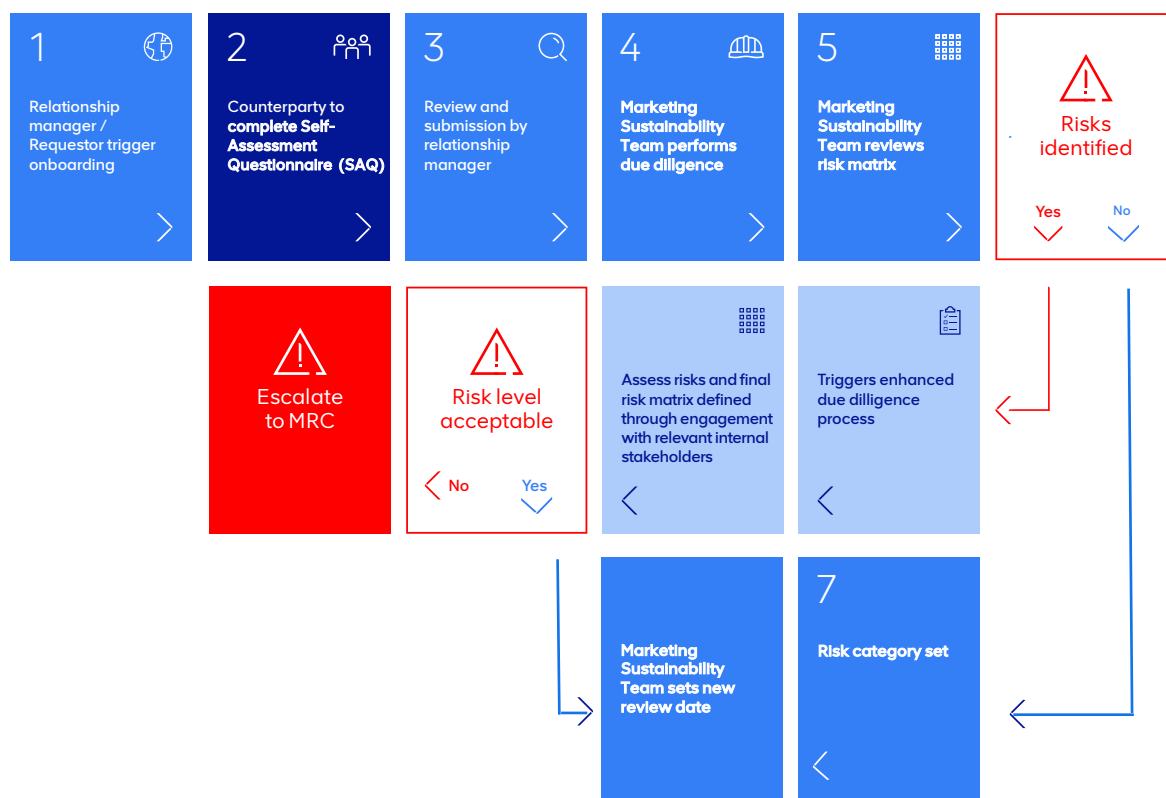 1
Relationship
manager /
Requestor trigger
onboarding
2
Counterparty to
complete Self-
Assessment
Questionnaire (SAQ)
3
Review and
submission by
relationship
manager
4
Marketing
Sustainability
Team performs
due diligence
5
Marketing
Sustainability
Team reviews
risk matrix
Risks
identified
Yes
No
Escalate
to MRC
Risk level
acceptable
No
Yes
Assess risks and final
risk matrix defined
through engagement
with relevant internal
stakeholders
Triggers enhanced
due dilligence
process
Marketing
Sustainability
Team sets new
review date
7
Risk category set